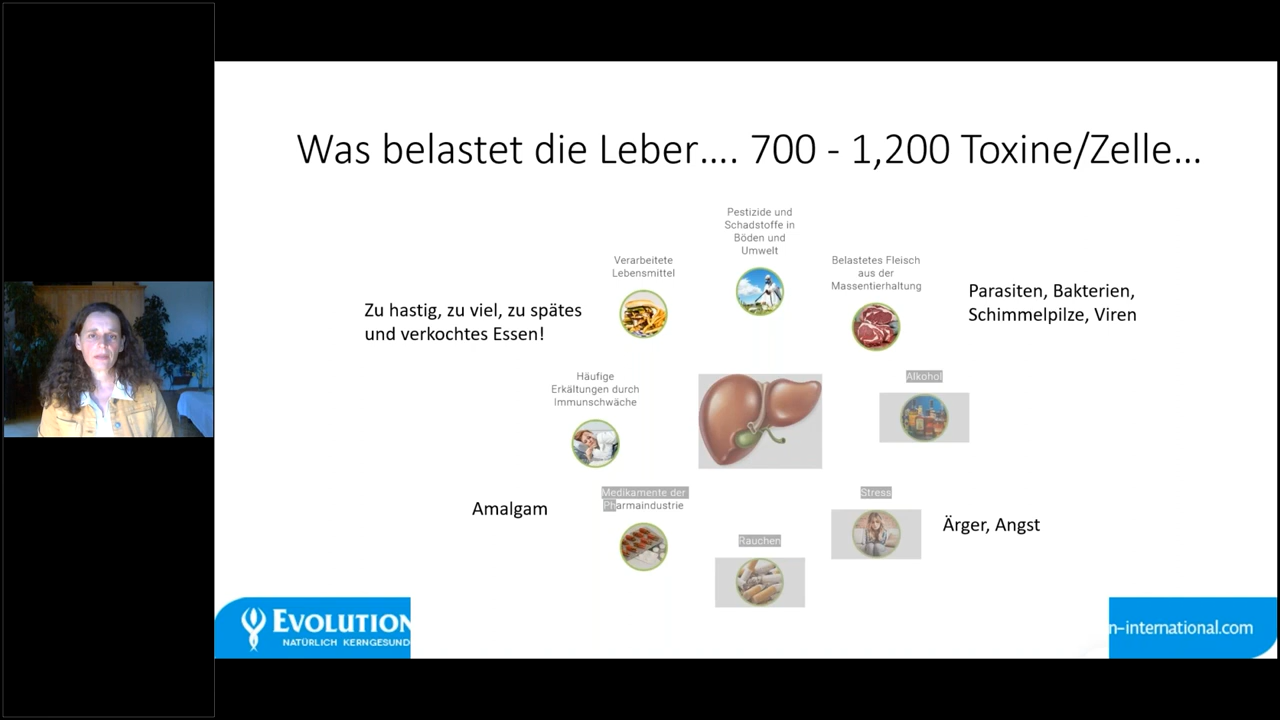 Was belastet die Leber.... 700 - 1,200 Toxine/Zelle...
Pestizide und
Schadstoffe in
Böden und
Umwelt
Verarbeitete
Lebensmittel
Belastetes Fleisch
aus der
Massentierhaltung
Zu hastig, zu viel, zu spätes
und verkochtes Essen!
Parasiten, Bakterien,
Schimmelpilze, Viren
Häufige
Erkältungen durch
Immunschwäche
Alkohol
Amalgam
Medikamente der
Pharmaindustrie
Stress
Ärger, Angst
Rauchen
EVOLUTION
NATÜRLICH KERNGESUND
n-international.com